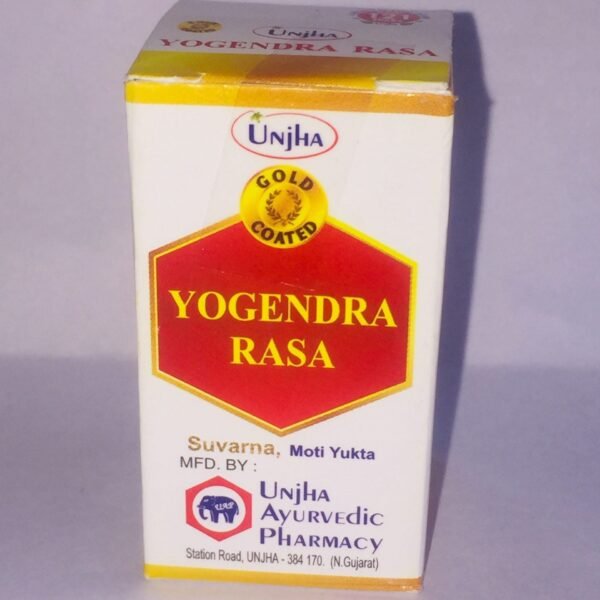 Unjha
YOGENDRA RASA
Unjha
GOLD
COATED
YOGENDRA
RASA
Suvarna, Moti Yukta
MFD. BY :
Unjha
Ayurvedic
Pharmacy
Station Road, UNJHA - 384 170. (N.Gujarat)